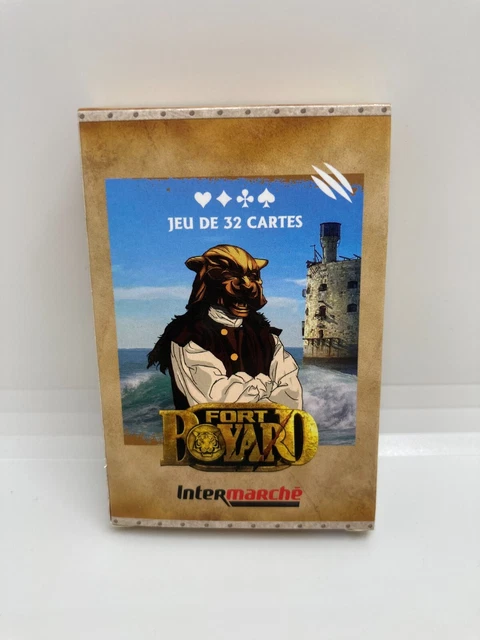 JEU DE 32 CARTES
FORT
BOYARD
Intermarché